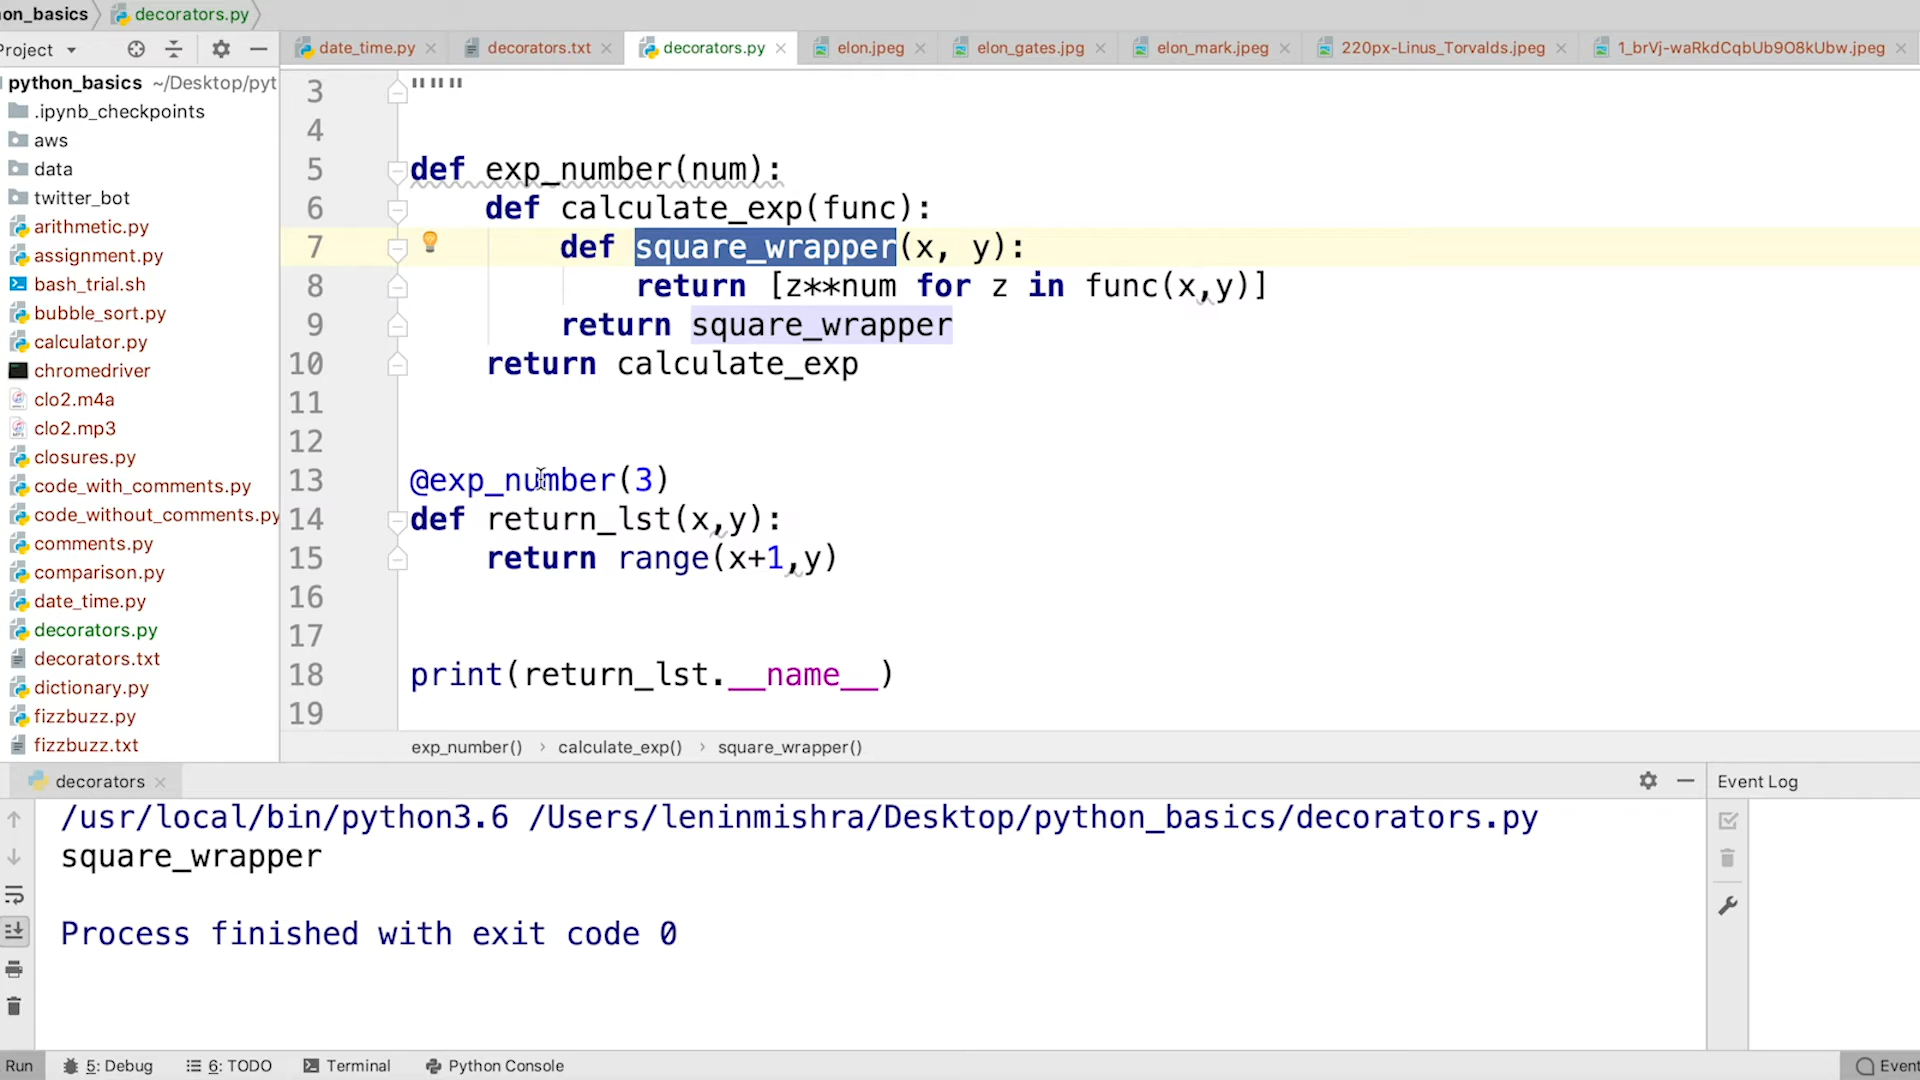 on_basics
decorators.py
Project
date_time.py
decorators.txt
decorators.py
elon.jpeg
elon_gates.jpg
elon_mark.jpeg
220px-Linus_Torvalds.jpeg
1_brVj-waRkdCqbUb9O8kUbw.jpeg
python_basics ~/Desktop/pyt
.ipynb_checkpoints
aws
data
twitter_bot
arithmetic.py
assignment.py
bash_trial.sh
bubble_sort.py
calculator.py
chromedriver
clo2.m4a
clo2.mp3
closures.py
code_with_comments.py
code_without_comments.py
comments.py
comparison.py
date_time.py
decorators.py
decorators.txt
dictionary.py
fizzbuzz.py
fizzbuzz.txt
3 """
4
5 def exp_number(num):
6 def calculate_exp(func):
7 def square_wrapper(x, y):
8 return [z**num for z in func(x,y)]
9 return square_wrapper
10 return calculate_exp
11
12
13 @exp_number(3)
14 def return_lst(x,y):
15 return range(x+1,y)
16
17
18 print(return_lst.__name__)
19
exp_number() › calculate_exp() › square_wrapper()
decorators
Event Log
/usr/local/bin/python3.6 /Users/leninmishra/Desktop/python_basics/decorators.py
square_wrapper
Process finished with exit code 0
Run
5: Debug
6: TODO
Terminal
Python Console
Event